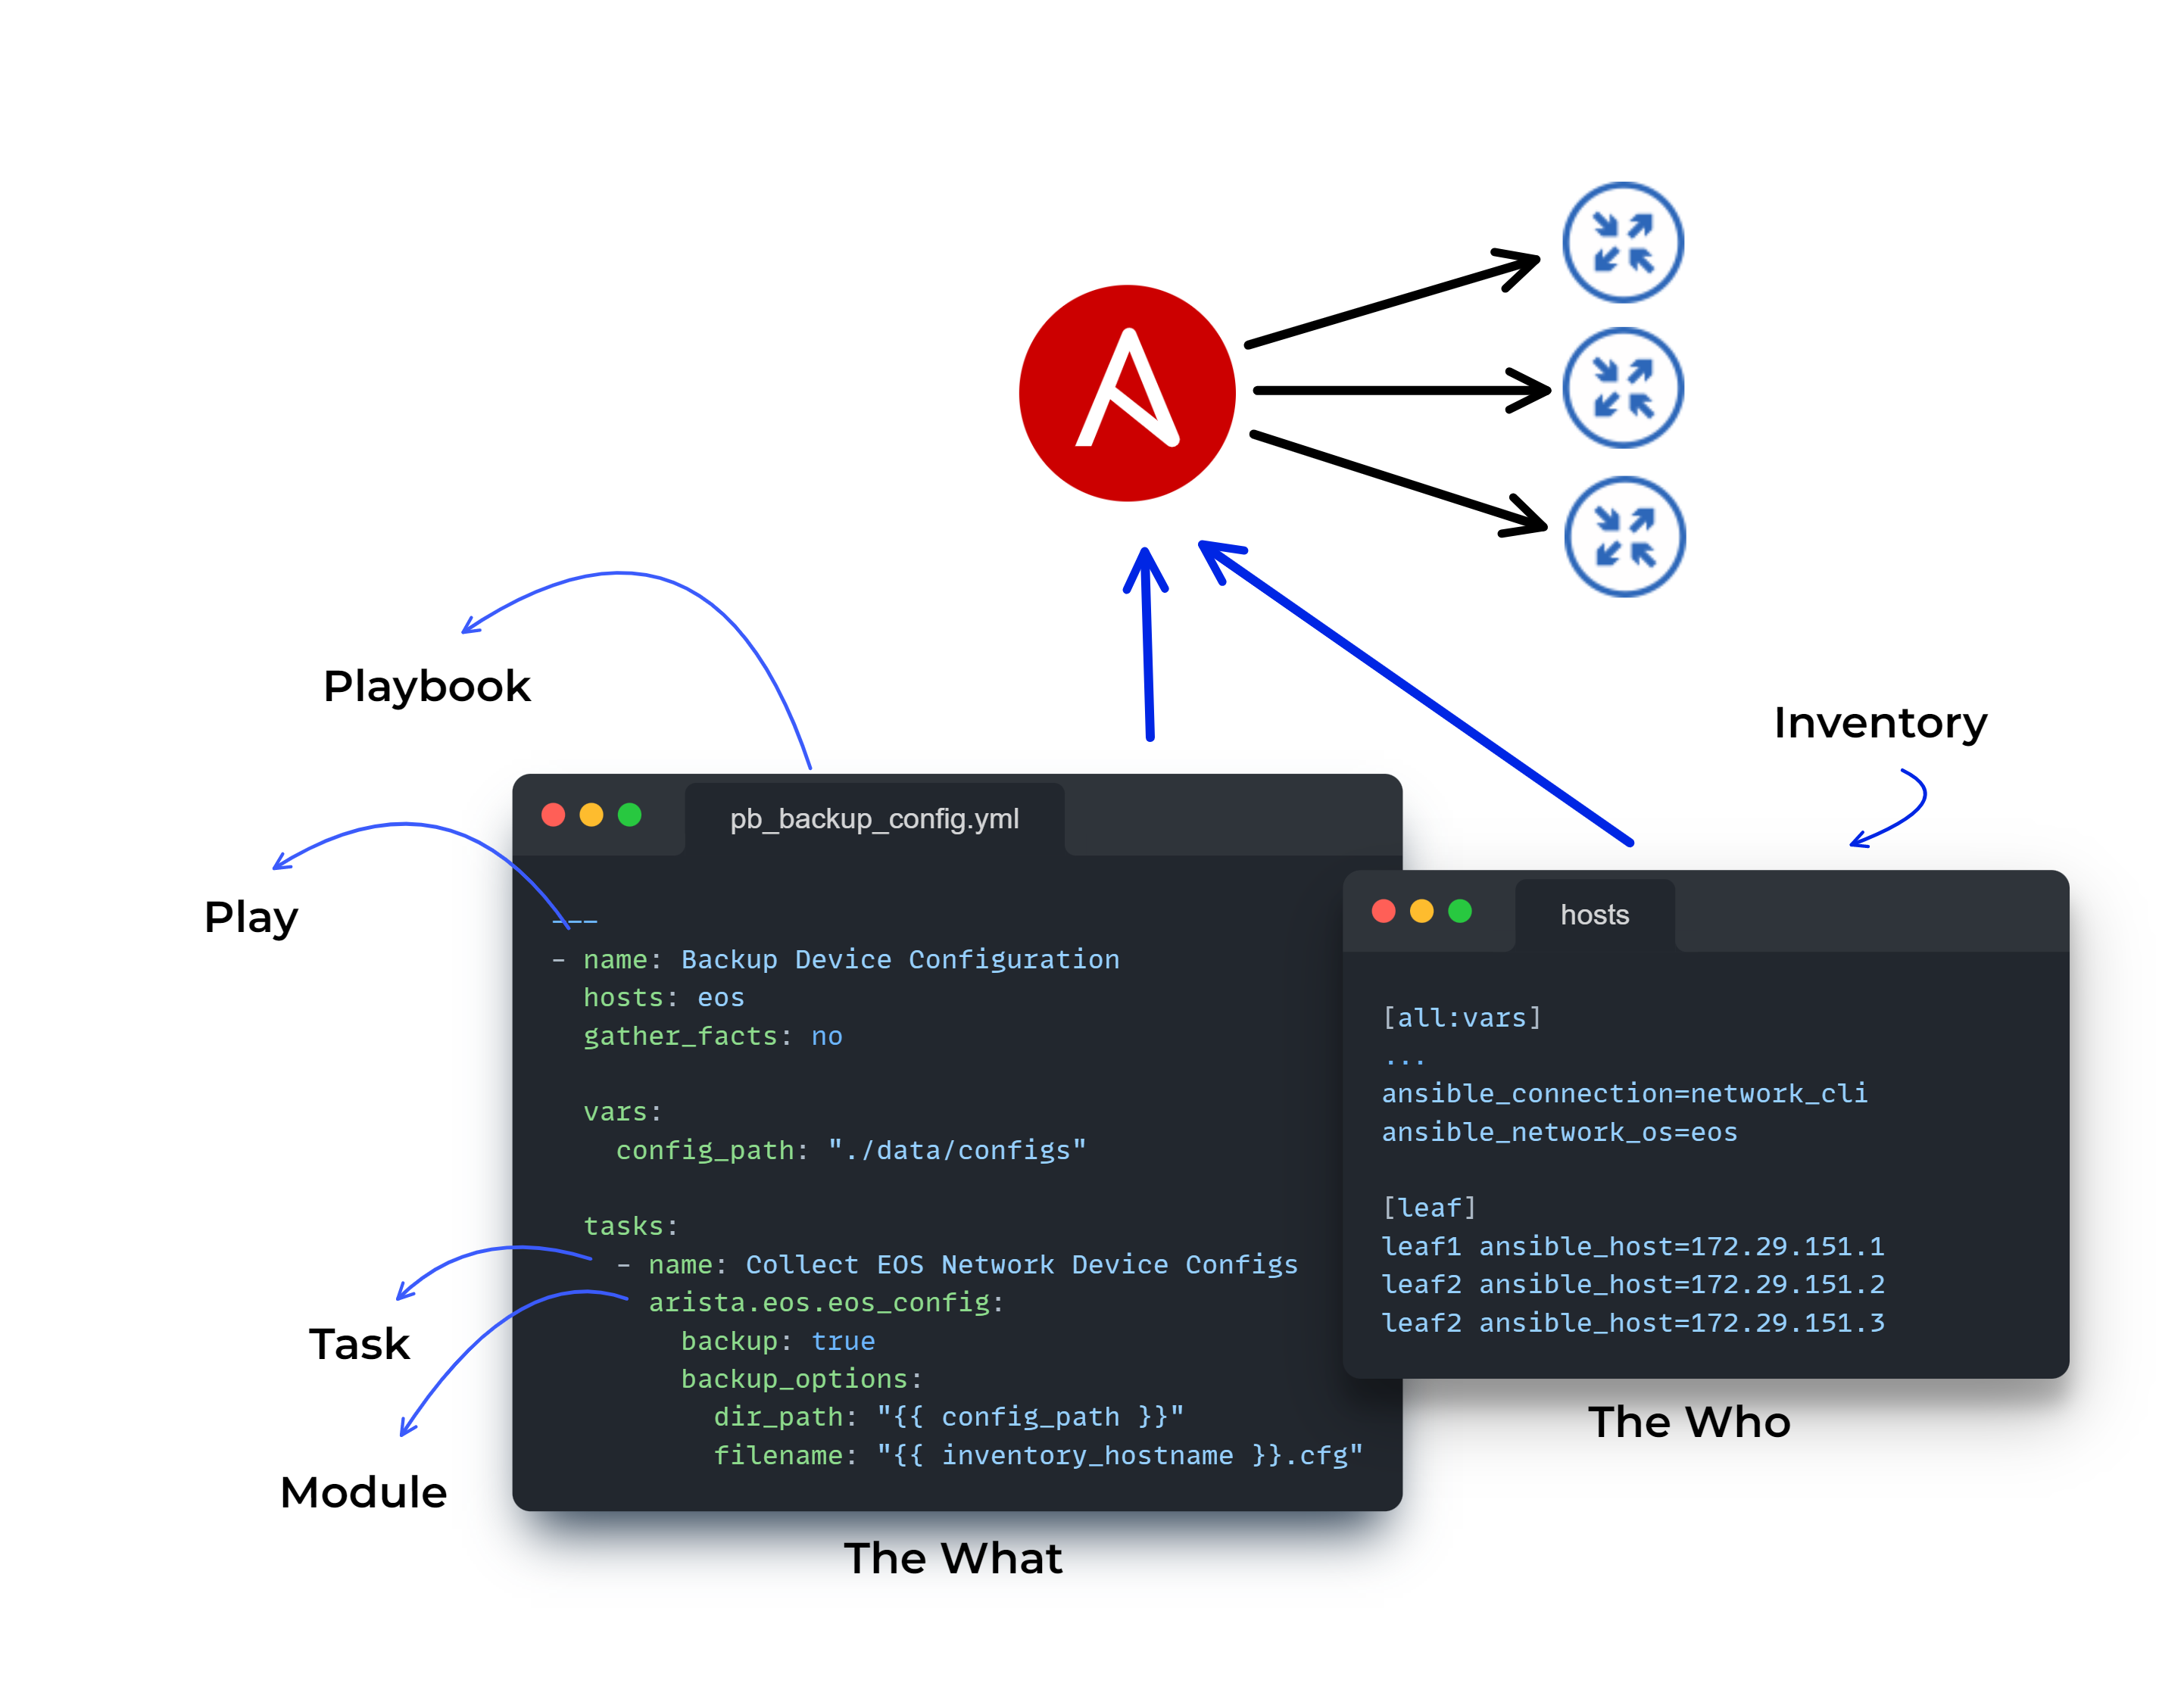 Playbook
Inventory
Play
pb_backup_config.yml
---
- name: Backup Device Configuration
  hosts: eos
  gather_facts: no
  vars:
    config_path: "./data/configs"
  tasks:
    - name: Collect EOS Network Device Configs
      arista.eos.eos_config:
        backup: true
        backup_options:
          dir_path: "{{ config_path }}"
          filename: "{{ inventory_hostname }}.cfg"
Task
Module
The What
hosts
[all:vars]
...
ansible_connection=network_cli
ansible_network_os=eos
[leaf]
leaf1 ansible_host=172.29.151.1
leaf2 ansible_host=172.29.151.2
leaf2 ansible_host=172.29.151.3
The Who